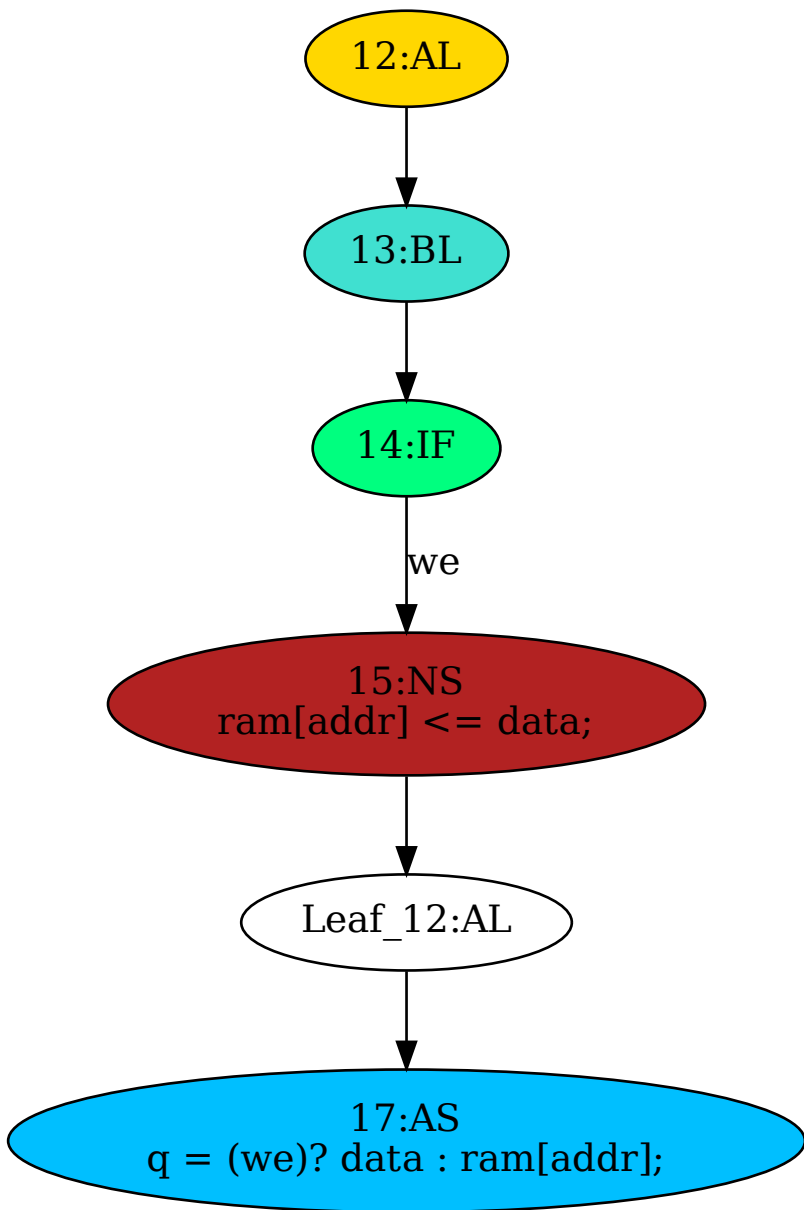 12:AL
13:BL
14:IF
we
15:NS
ram[addr] <= data;
Leaf_12:AL
17:AS
q = (we)? data : ram[addr];